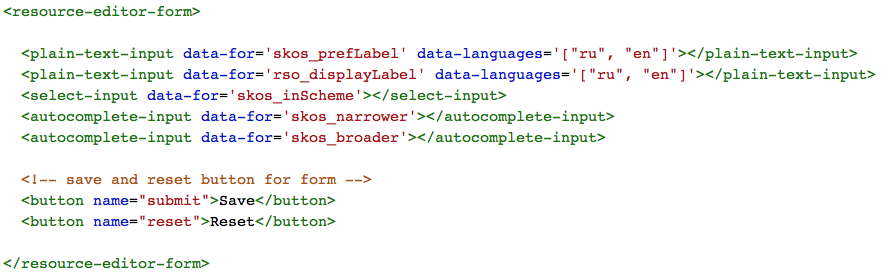 <resource-editor-form>
<plain-text-input data-for='skos_prefLabel' data-languages='["ru", "en"]'></plain-text-input>
<plain-text-input data-for='rso_displayLabel' data-languages='["ru", "en"]'></plain-text-input>
<select-input data-for='skos_inScheme'></select-input>
<autocomplete-input data-for='skos_narrower'></autocomplete-input>
<autocomplete-input data-for='skos_broader'></autocomplete-input>
<!-- save and reset button for form -->
<button name="submit">Save</button>
<button name="reset">Reset</button>
</resource-editor-form>